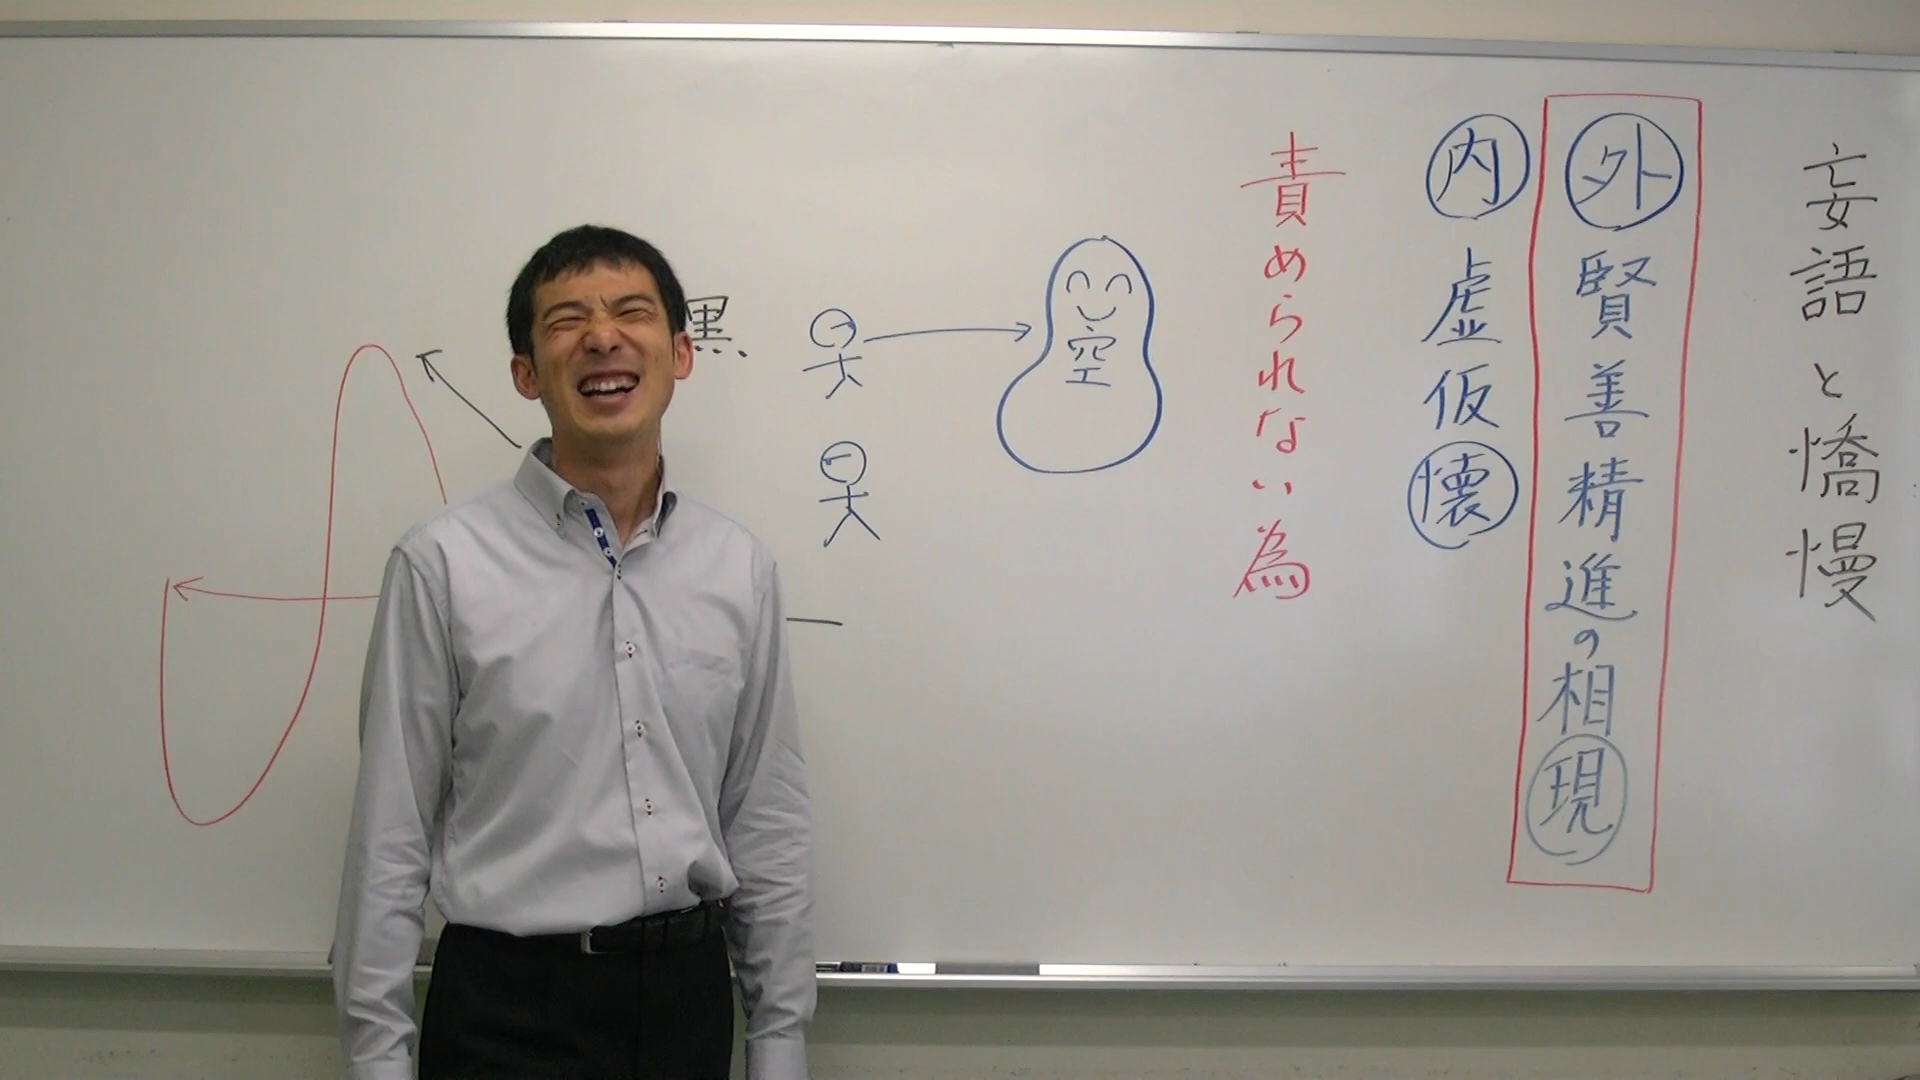 妄語と憍慢
外賢善精進の相現
内虚仮懐
責められない為
空
黒